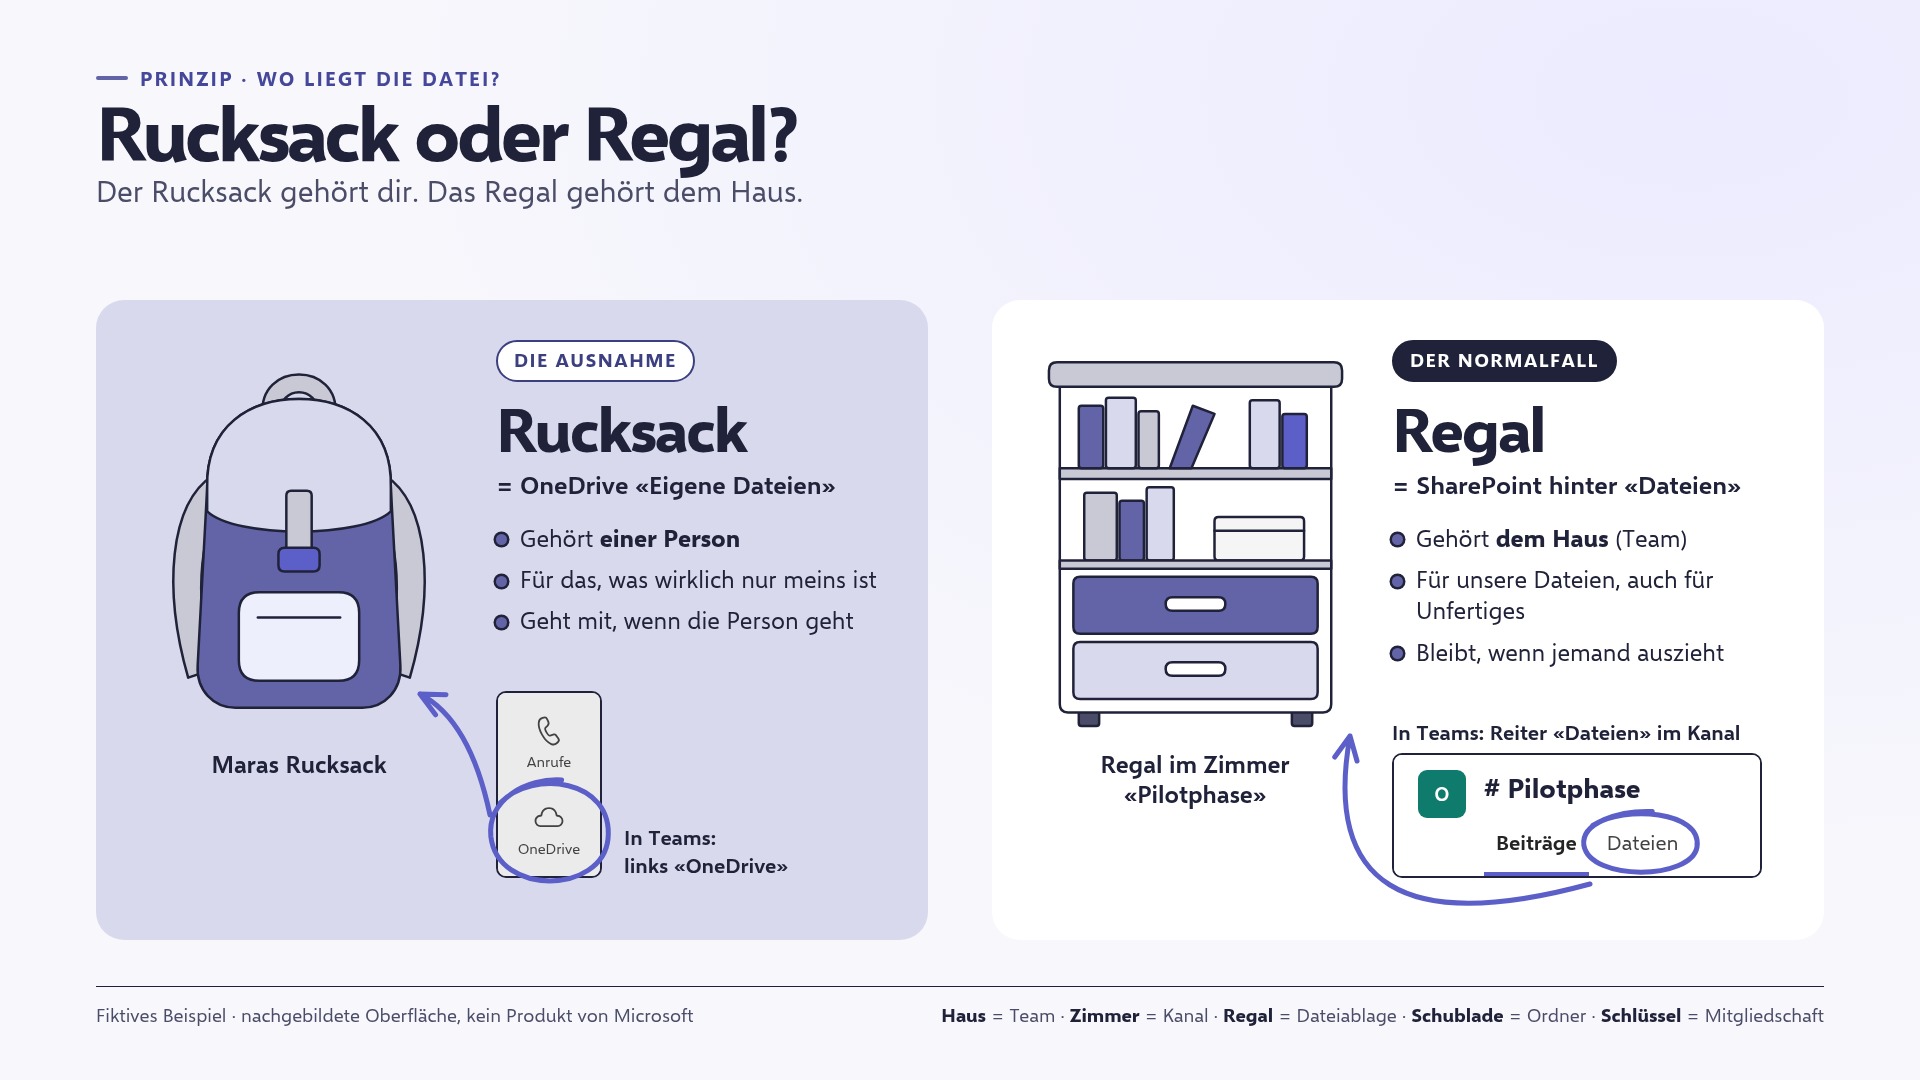 PRINZIP · WO LIEGT DIE DATEI?
Rucksack oder Regal?
Der Rucksack gehört dir. Das Regal gehört dem Haus.
DIE AUSNAHME
Rucksack
= OneDrive «Eigene Dateien»
Gehört einer Person
Für das, was wirklich nur meins ist
Geht mit, wenn die Person geht
Maras Rucksack
Anrufe
OneDrive
In Teams:
links «OneDrive»
DER NORMALFALL
Regal
= SharePoint hinter «Dateien»
Gehört dem Haus (Team)
Für unsere Dateien, auch für
Unfertiges
Bleibt, wenn jemand auszieht
Regal im Zimmer
«Pilotphase»
In Teams: Reiter «Dateien» im Kanal
O
# Pilotphase
Beiträge Dateien
Fiktives Beispiel · nachgebildete Oberfläche, kein Produkt von Microsoft
Haus = Team · Zimmer = Kanal · Regal = Dateiablage · Schublade = Ordner · Schlüssel = Mitgliedschaft